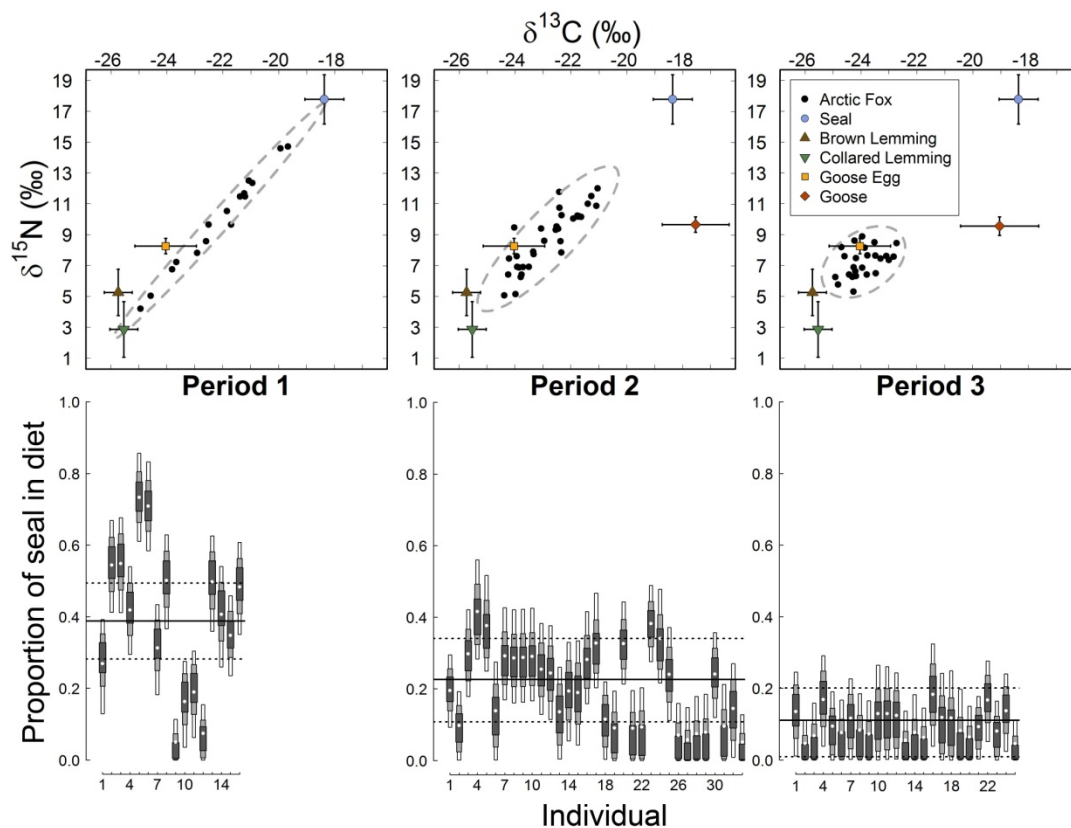 δ13C (‰)
-26 -24 -22 -20 -18
-26 -24 -22 -20 -18
-26 -24 -22 -20 -18
δ15N (‰)
19
17
15
13
11
9
7
5
3
1
19
17
15
13
11
9
7
5
3
1
19
17
15
13
11
9
7
5
3
1
Arctic Fox
Seal
Brown Lemming
Collared Lemming
Goose Egg
Goose
Period 1
Period 2
Period 3
Proportion of seal in diet
1.0
0.8
0.6
0.4
0.2
0.0
1.0
0.8
0.6
0.4
0.2
0.0
1.0
0.8
0.6
0.4
0.2
0.0
1 4 7 10 14
1 4 7 10 14 18 22 26 30
1 4 7 10 14 18 22
Individual